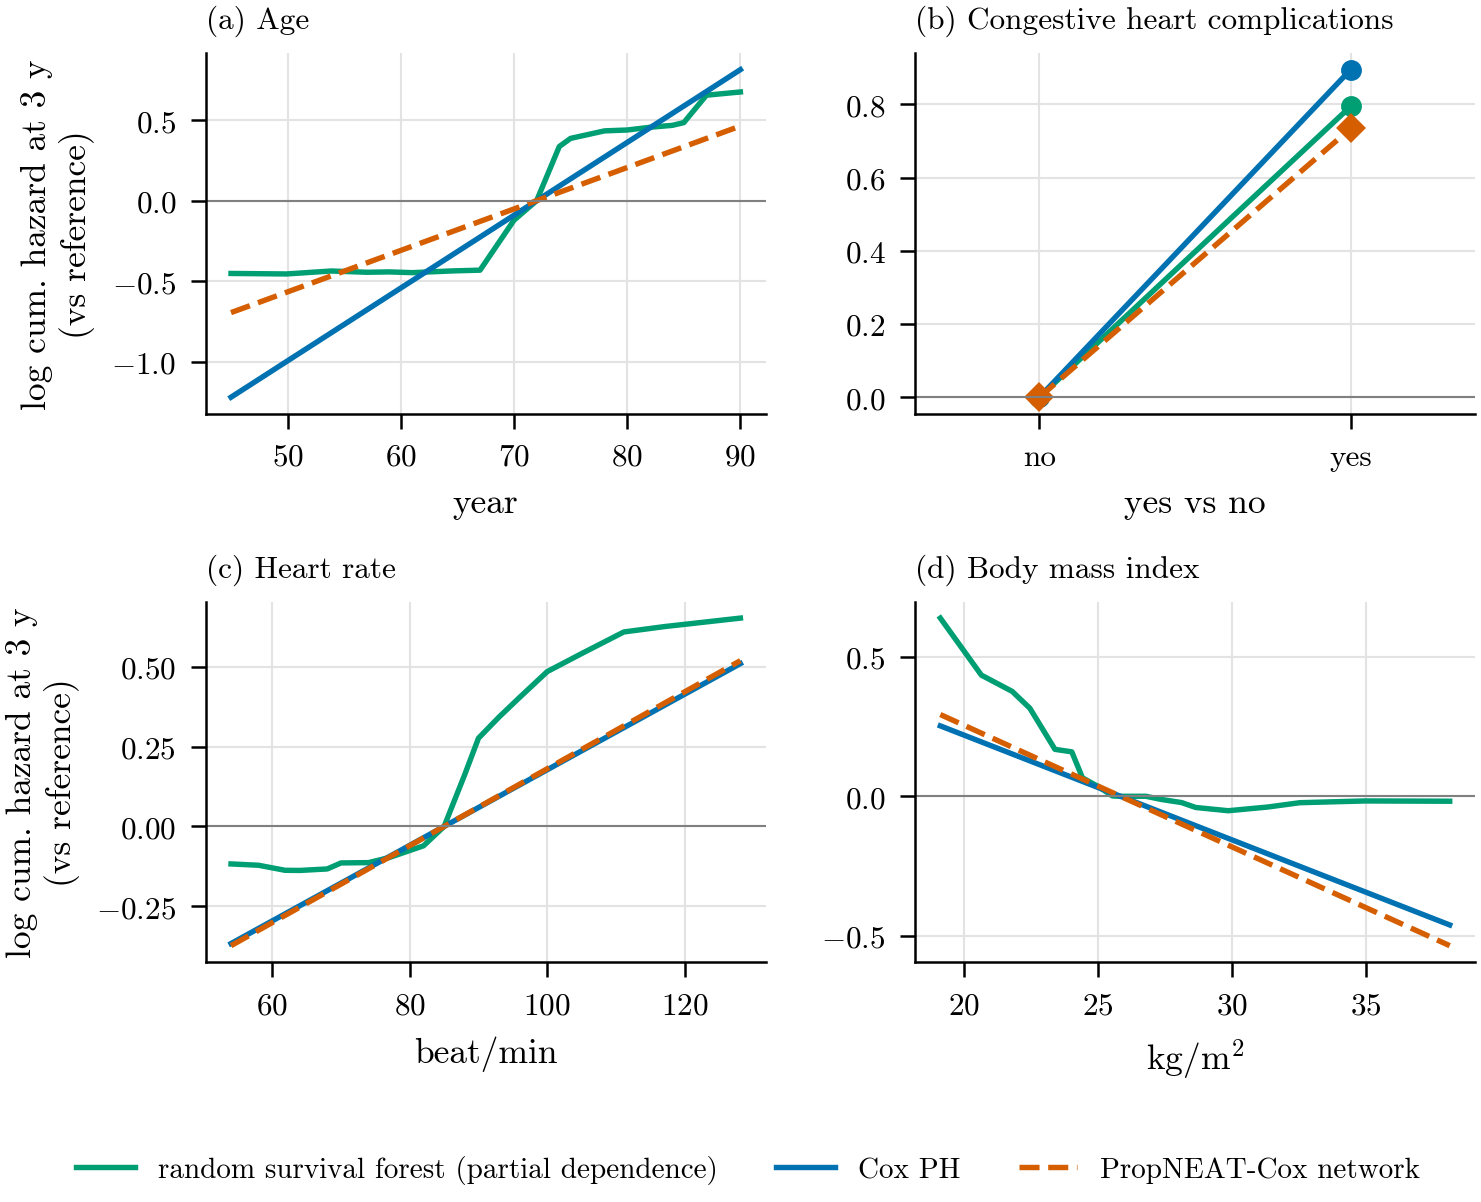 (a) Age
(b) Congestive heart complications
log cum. hazard at 3 y
(vs reference)
0.5
0.0
−0.5
−1.0
50 60 70 80 90
year
0.8
0.6
0.4
0.2
0.0
no yes
yes vs no
(c) Heart rate
(d) Body mass index
log cum. hazard at 3 y
(vs reference)
0.50
0.25
0.00
−0.25
60 80 100 120
beat/min
0.5
0.0
−0.5
20 25 30 35
kg/m²
random survival forest (partial dependence) Cox PH PropNEAT-Cox network